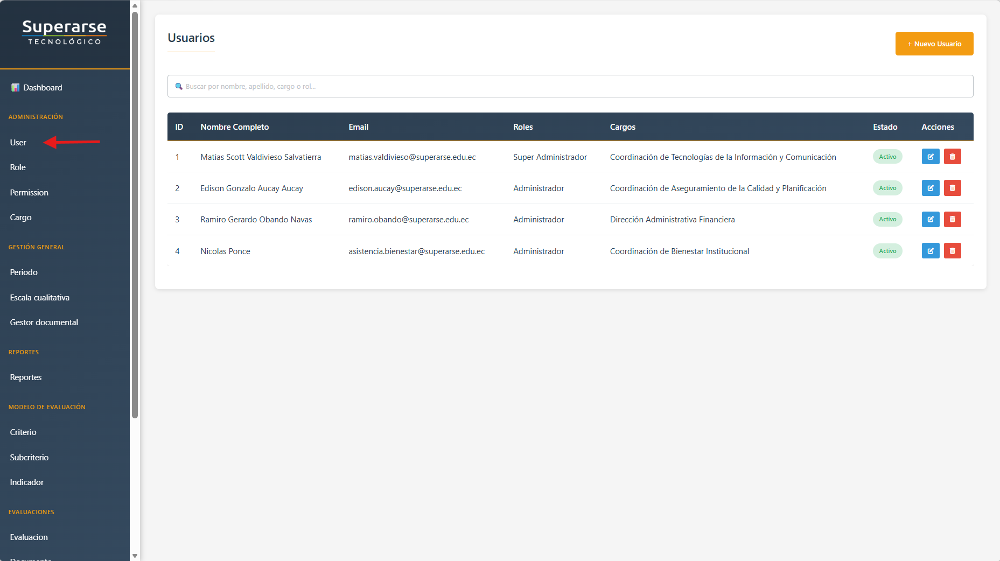 Superarse
TECNOLÓGICO
Dashboard
ADMINISTRACIÓN
User
Role
Permission
Cargo
GESTIÓN GENERAL
Periodo
Escala cualitativa
Gestor documental
REPORTES
Reportes
MODELO DE EVALUACIÓN
Criterio
Subcriterio
Indicador
EVALUACIONES
Evaluacion
Usuarios
+ Nuevo Usuario
Buscar por nombre, apellido, cargo o rol...
ID Nombre Completo Email Roles Cargos Estado Acciones
1 Matias Scott Valdivieso Salvatierra matias.valdivieso@superarse.edu.ec Super Administrador Coordinación de Tecnologías de la Información y Comunicación Activo
2 Edison Gonzalo Aucay Aucay edison.aucay@superarse.edu.ec Administrador Coordinación de Aseguramiento de la Calidad y Planificación Activo
3 Ramiro Gerardo Obando Navas ramiro.obando@superarse.edu.ec Administrador Dirección Administrativa Financiera Activo
4 Nicolas Ponce asistencia.bienestar@superarse.edu.ec Administrador Coordinación de Bienestar Institucional Activo